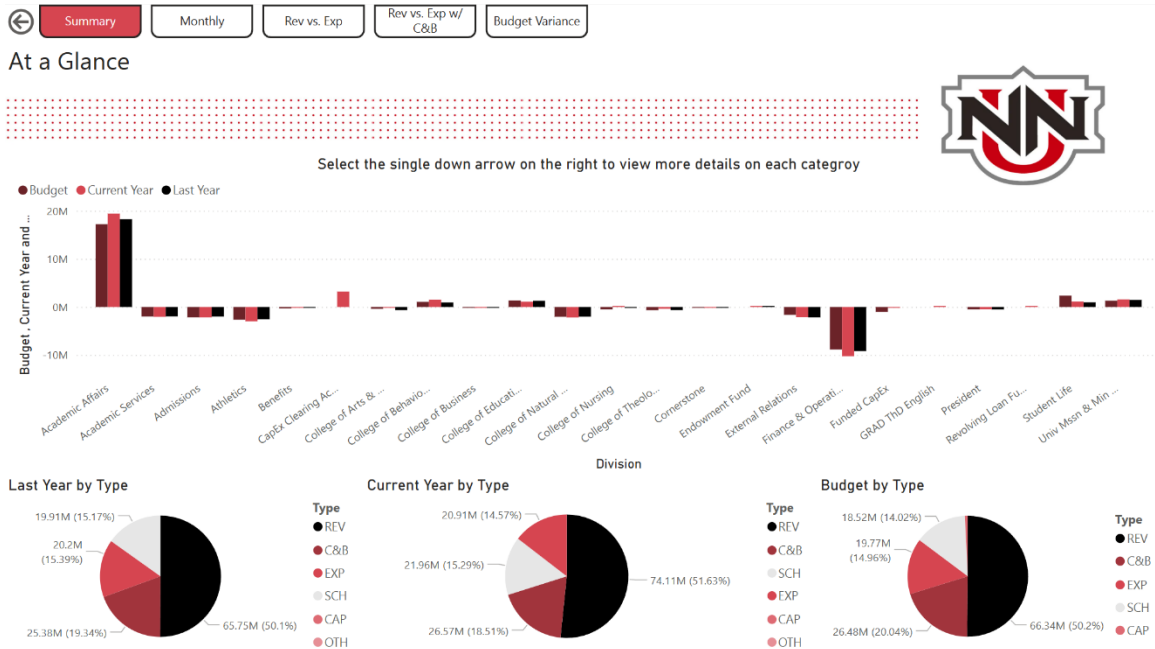 Summary
Monthly
Rev vs. Exp
Rev vs. Exp w/
C&B
Budget Variance
At a Glance
NNU
Select the single down arrow on the right to view more details on each categroy
Budget Current Year Last Year
Budget , Current Year and ...
20M
10M
0M
-10M
Academic Affairs
Academic Services
Admissions
Athletics
Benefits
CapEx Clearing Ac...
College of Arts & ...
College of Behavio...
College of Business
College of Educati...
College of Natural ...
College of Nursing
College of Theolo...
Cornerstone
Endowment Fund
External Relations
Finance & Operati...
Funded CapEx
GRAD ThD English
President
Revolving Loan Fu...
Student Life
Univ Mssn & Min ...
Division
Last Year by Type
19.91M (15.17%)
20.2M
(15.39%)
25.38M (19.34%)
65.75M (50.1%)
Type
REV
C&B
EXP
SCH
CAP
OTH
Current Year by Type
20.91M (14.57%)
21.96M (15.29%)
26.57M (18.51%)
74.11M (51.63%)
Type
REV
C&B
SCH
EXP
CAP
OTH
Budget by Type
18.52M (14.02%)
19.77M
(14.96%)
26.48M (20.04%)
66.34M (50.2%)
Type
REV
C&B
EXP
SCH
CAP